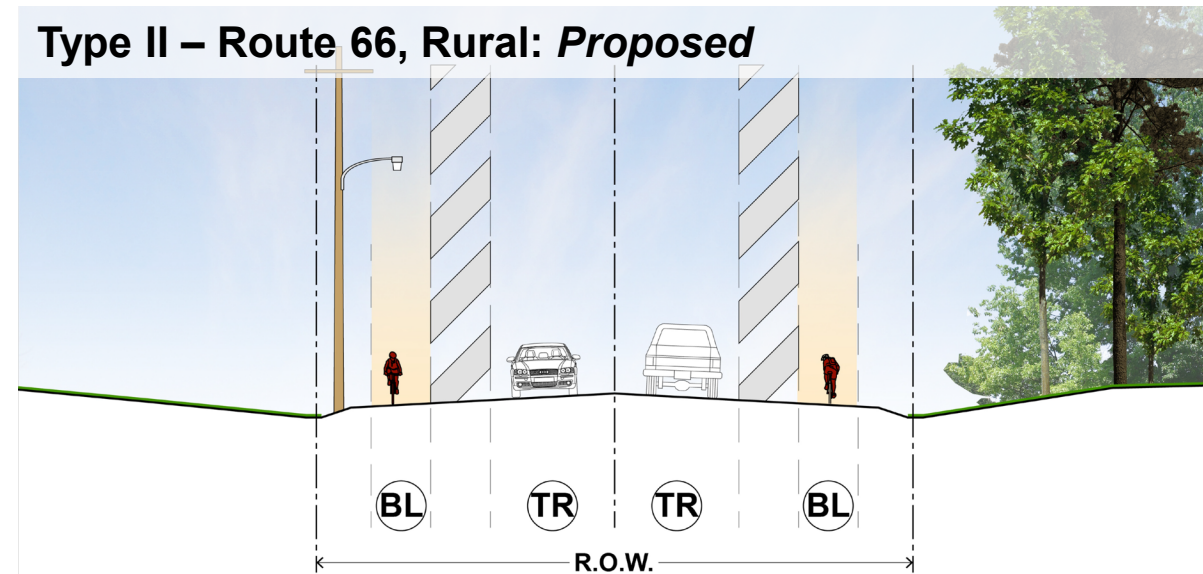 Type II – Route 66, Rural: Proposed
BL TR TR BL
R.O.W.